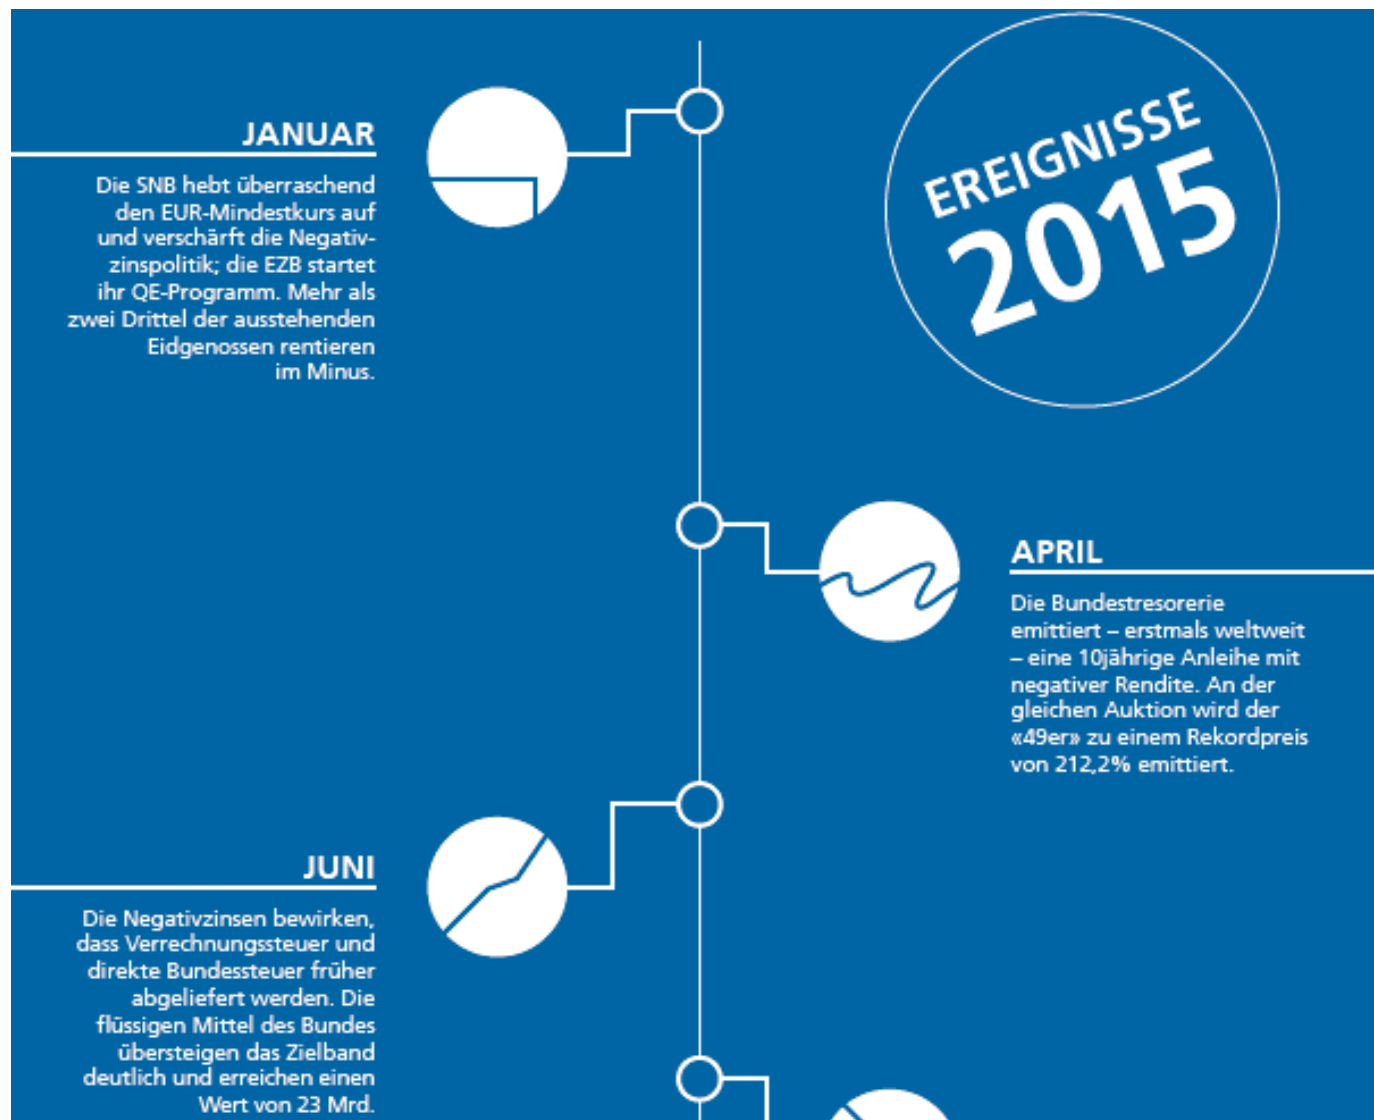 EREIGNISSE
2015
JANUAR
Die SNB hebt überraschend
den EUR-Mindestkurs auf
und verschärft die Negativ-
zinspolitik; die EZB startet
ihr QE-Programm. Mehr als
zwei Drittel der ausstehenden
Eidgenossen rentieren
im Minus.
APRIL
Die Bundestresorerie
emittiert – erstmals weltweit
– eine 10jährige Anleihe mit
negativer Rendite. An der
gleichen Auktion wird der
«49er» zu einem Rekordpreis
von 212,2% emittiert.
JUNI
Die Negativzinsen bewirken,
dass Verrechnungssteuer und
direkte Bundessteuer früher
abgeliefert werden. Die
flüssigen Mittel des Bundes
übersteigen das Zielband
deutlich und erreichen einen
Wert von 23 Mrd.